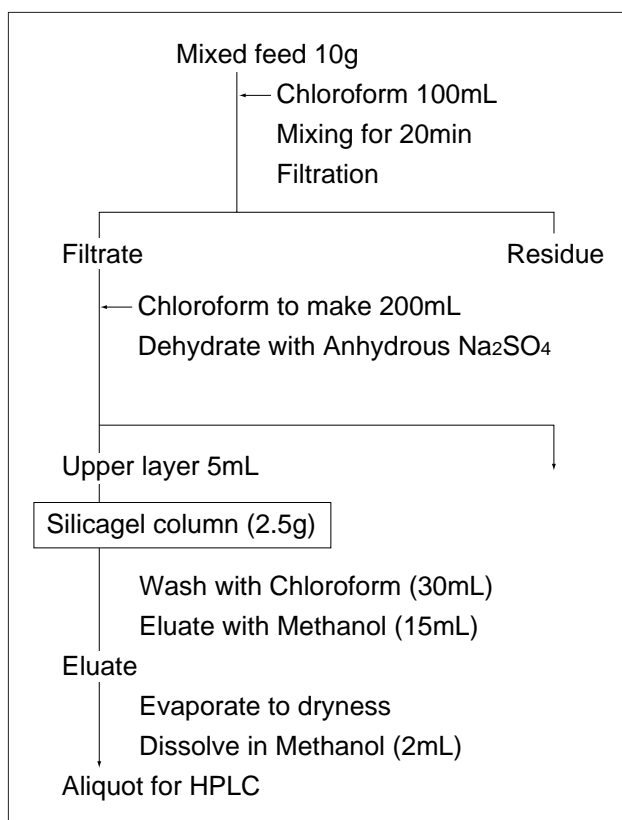 Mixed feed 10g
Chloroform 100mL
Mixing for 20min
Filtration
Filtrate
Residue
Chloroform to make 200mL
Dehydrate with Anhydrous Na₂SO₄
Upper layer 5mL
Silicagel column (2.5g)
Wash with Chloroform (30mL)
Eluate with Methanol (15mL)
Eluate
Evaporate to dryness
Dissolve in Methanol (2mL)
Aliquot for HPLC